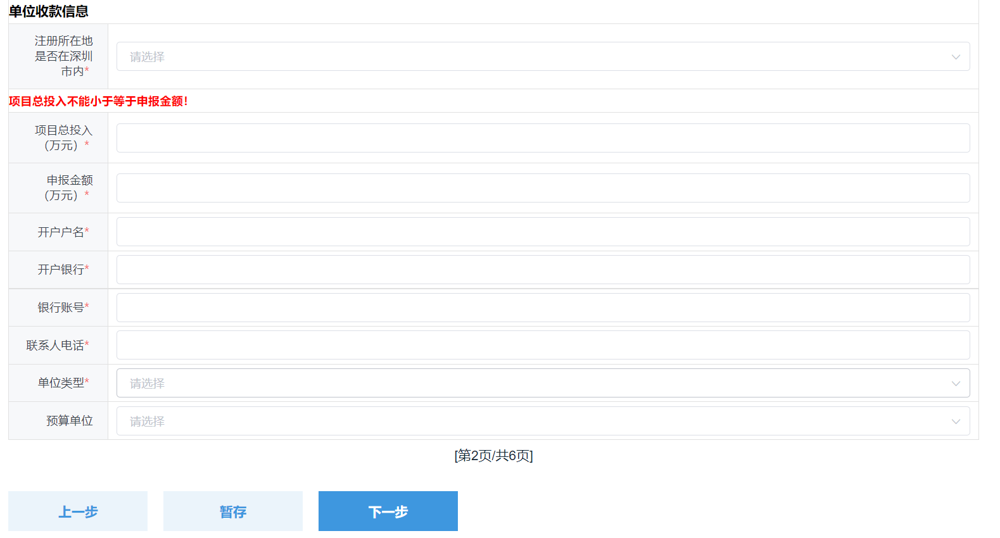 单位收款信息
注册所在地
是否在深圳
市内*
请选择
项目总投入不能小于等于申报金额！
项目总投入
（万元）*
申报金额
（万元）*
开户户名*
开户银行*
银行账号*
联系人电话*
单位类型*
请选择
预算单位
请选择
[第2页/共6页]
上一步
暂存
下一步